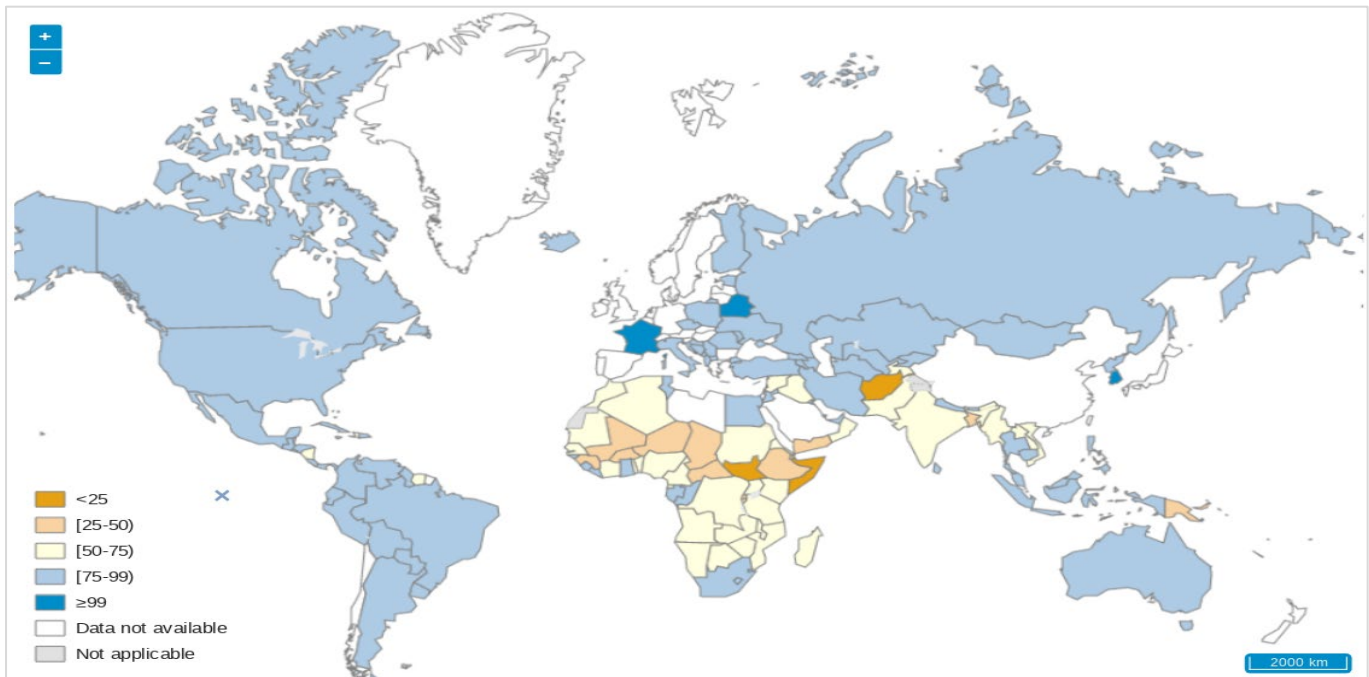 +
−
<25
[25-50)
[50-75)
[75-99)
≥99
Data not available
Not applicable
2000 km